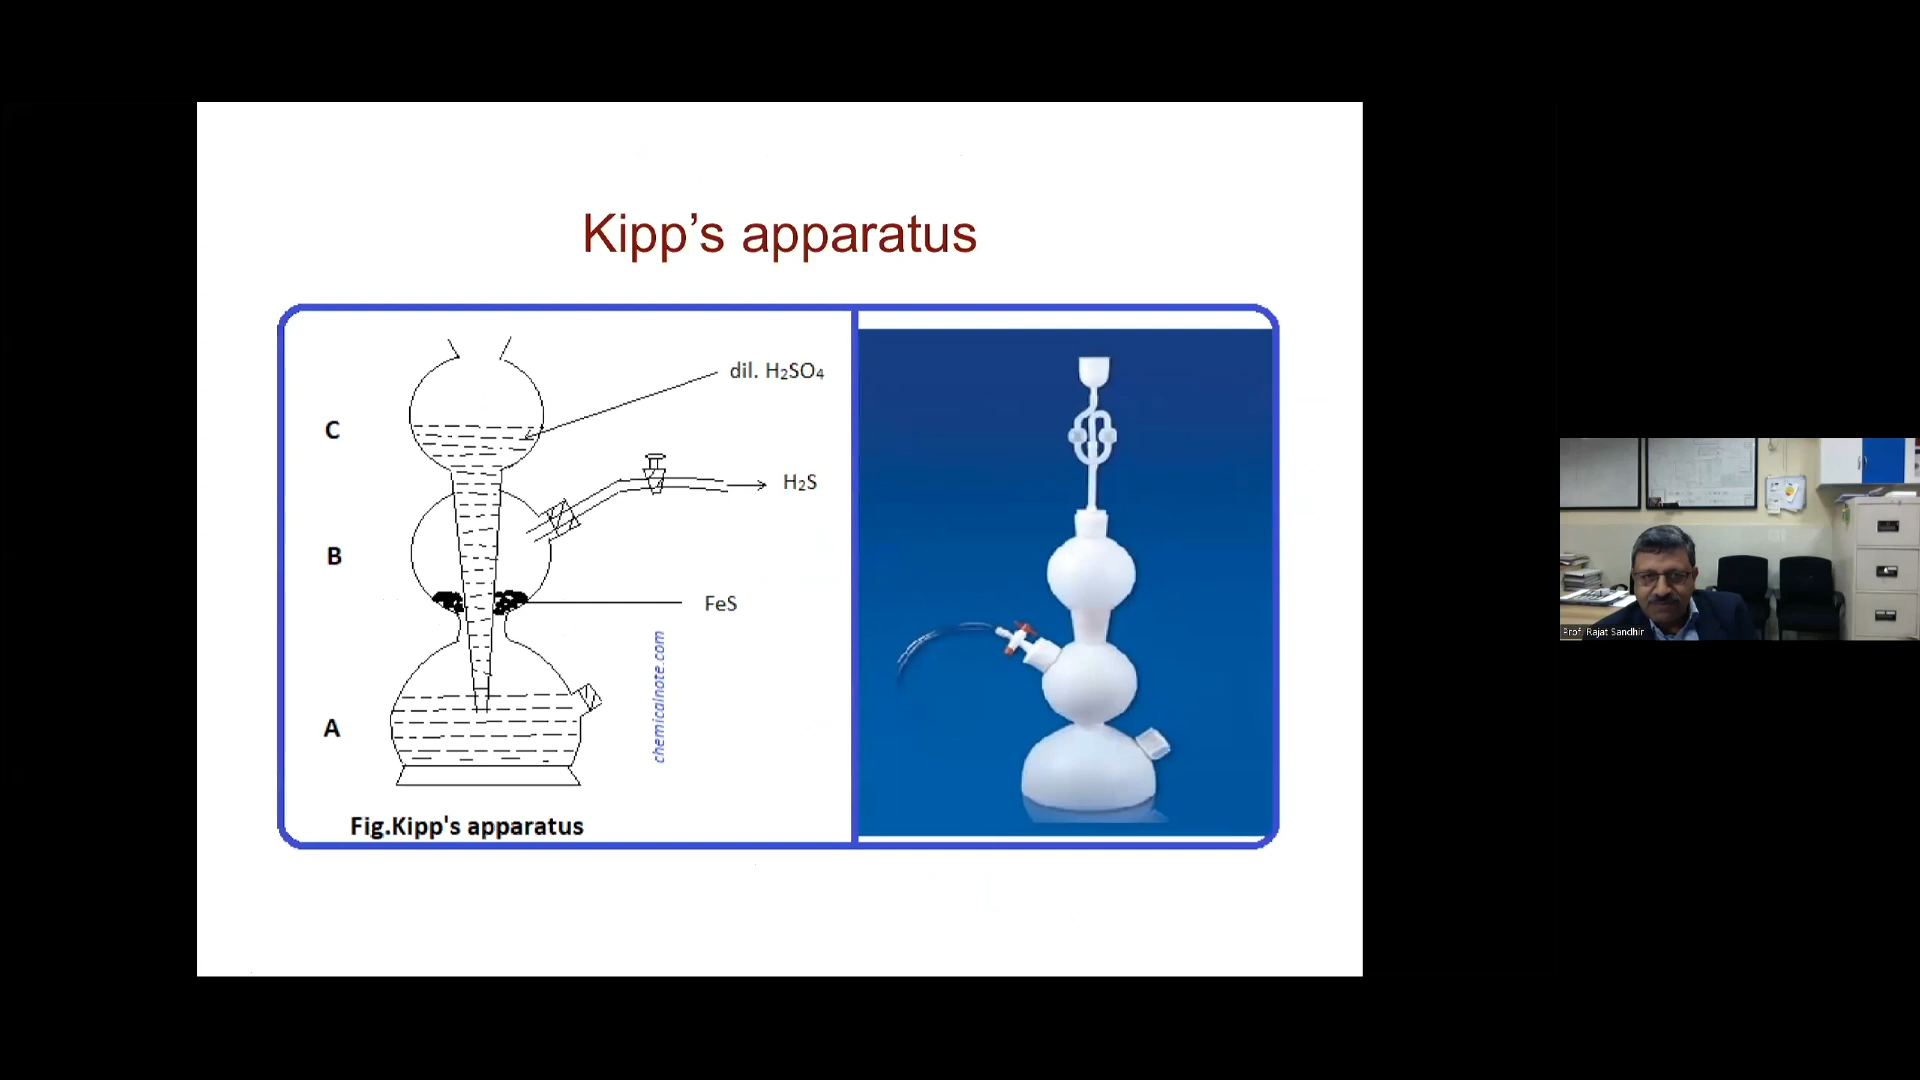 Kipp's apparatus
dil. H₂SO₄
C
H₂S
B
FeS
chemicalnote.com
A
Fig.Kipp's apparatus
Prof. Rajat Sandhir